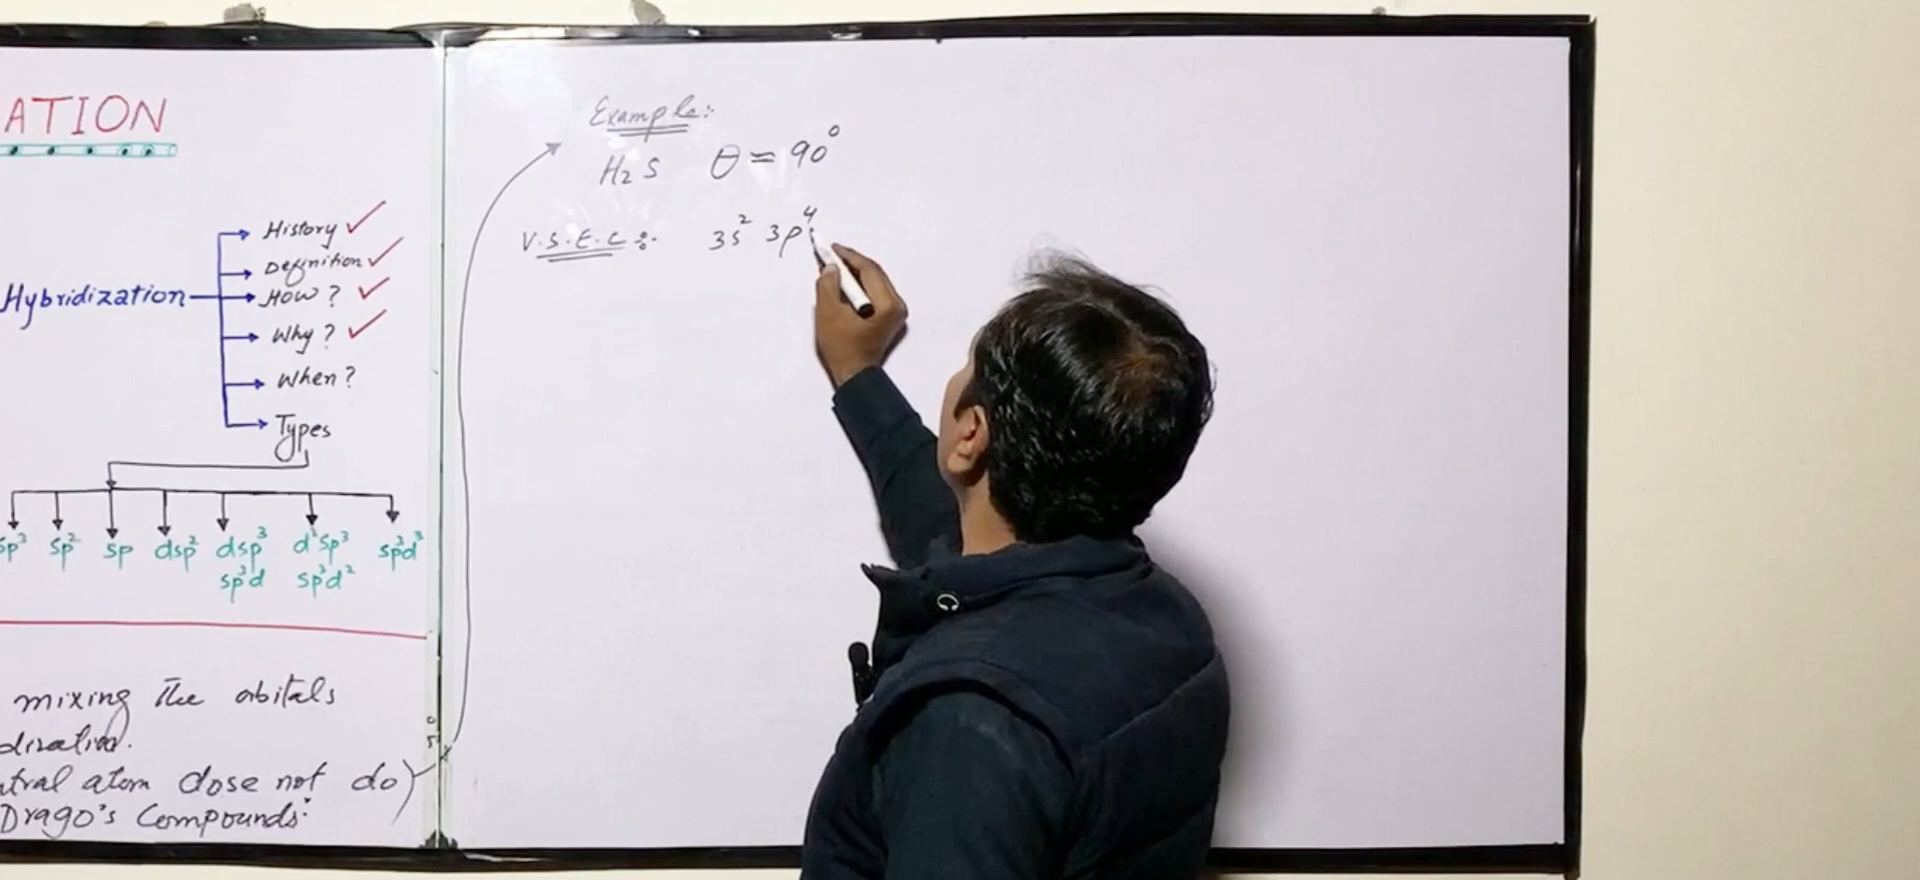 ATION
Hybridization
History
Definition
How ?
Why ?
When ?
Types
sp³ sp² sp dsp² dsp³ d²sp³ sp³d³
sp³d sp³d²
mixing The orbitals
central atom dose not do
Drago's Compounds:
Example:-
H₂S θ = 90°
V.S.E.C :- 3s² 3p⁴